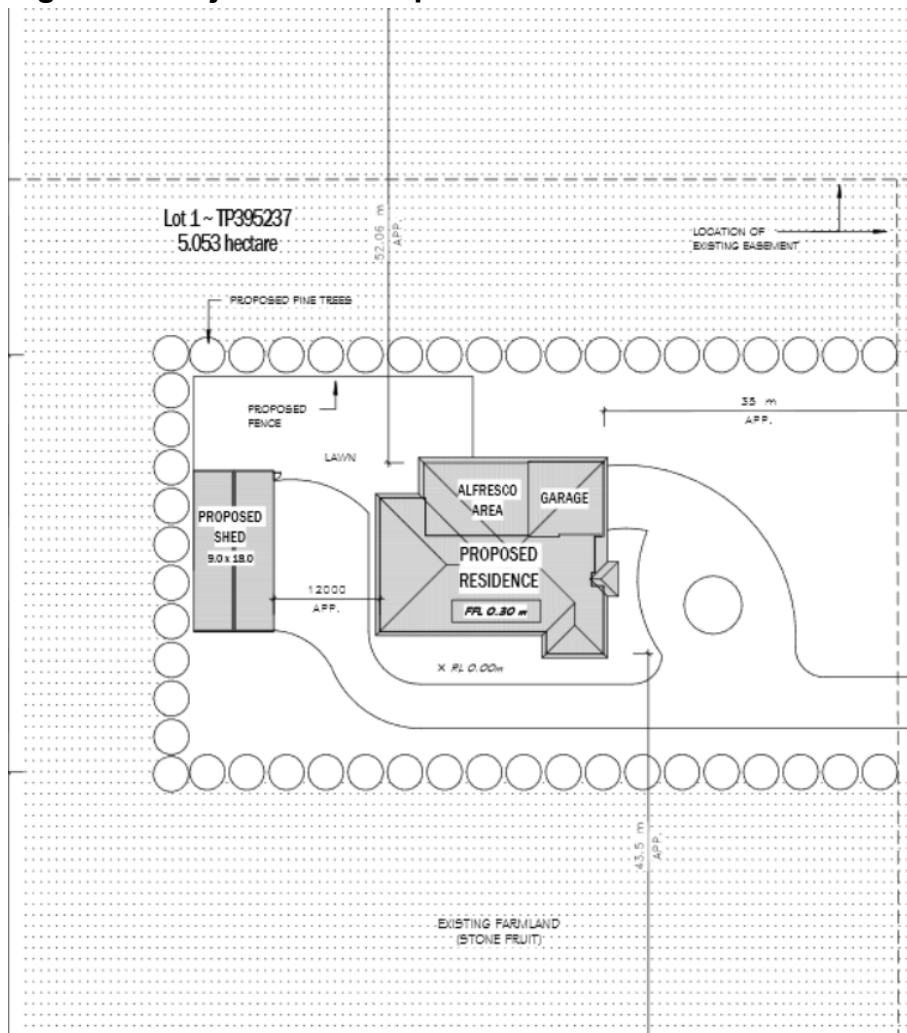 Lot 1 ~ TP395237
5.053 hectare
52.06 m
APP.
LOCATION OF
EXISTING EASEMENT
PROPOSED PINE TREES
PROPOSED
FENCE
35 m
APP.
LAWN
ALFRESCO
AREA
GARAGE
PROPOSED
SHED
9.0 x 18.0
PROPOSED
RESIDENCE
12000
APP.
FFL 0.30 m
X RL 0.00m
43.5 m
APP.
EXISTING FARMLAND
(STONE FRUIT)